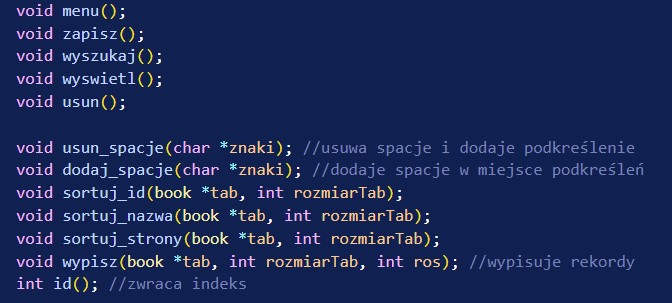 void menu();
void zapisz();
void wyszukaj();
void wyswietl();
void usun();
void usun_spacje(char *znaki); //usuwa spacje i dodaje podkreślenie
void dodaj_spacje(char *znaki); //dodaje spacje w miejsce podkreśleń
void sortuj_id(book *tab, int rozmiarTab);
void sortuj_nazwa(book *tab, int rozmiarTab);
void sortuj_strony(book *tab, int rozmiarTab);
void wypisz(book *tab, int rozmiarTab, int ros); //wypisuje rekordy
int id(); //zwraca indeks